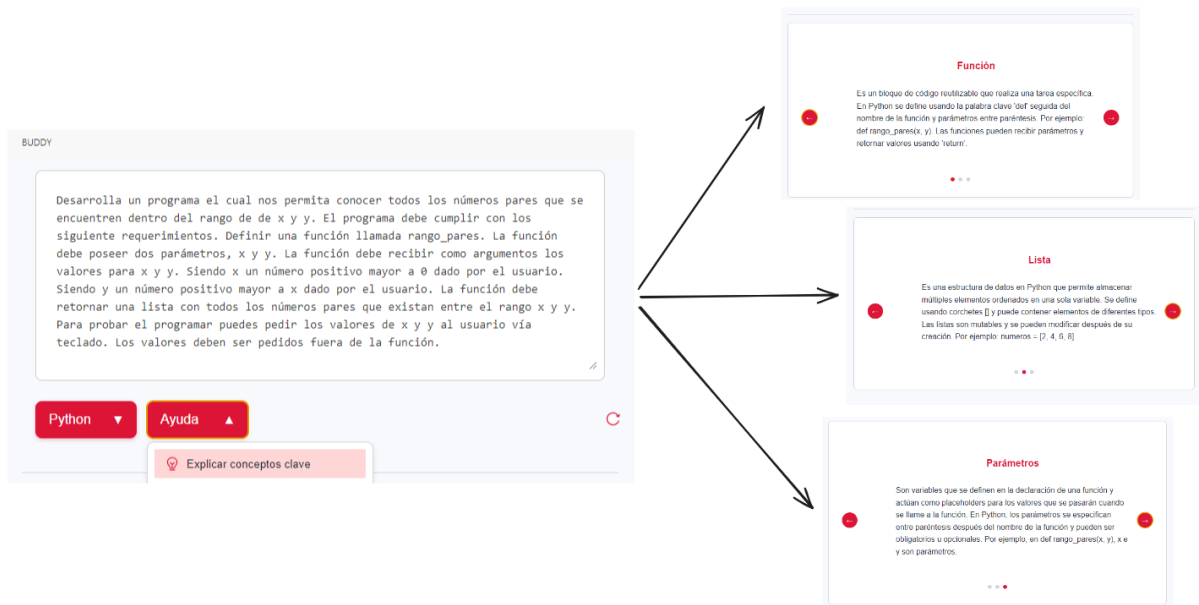 BUDDY
Desarrolla un programa el cual nos permita conocer todos los números pares que se
encuentren dentro del rango de de x y y. El programa debe cumplir con los
siguiente requerimientos. Definir una función llamada rango_pares. La función
debe poseer dos parámetros, x y y. La función debe recibir como argumentos los
valores para x y y. Siendo x un número positivo mayor a 0 dado por el usuario.
Siendo y un número positivo mayor a x dado por el usuario. La función debe
retornar una lista con todos los números pares que existan entre el rango x y y.
Para probar el programar puedes pedir los valores de x y y al usuario vía
teclado. Los valores deben ser pedidos fuera de la función.
Python ▼
Ayuda ▲
Explicar conceptos clave
Función
Es un bloque de código reutilizable que realiza una tarea específica.
En Python se define usando la palabra clave 'def' seguida del
nombre de la función y parámetros entre paréntesis. Por ejemplo:
def rango_pares(x, y). Las funciones pueden recibir parámetros y
retornar valores usando 'return'.
Lista
Es una estructura de datos en Python que permite almacenar
múltiples elementos ordenados en una sola variable. Se define
usando corchetes [] y puede contener elementos de diferentes tipos.
Las listas son mutables y se pueden modificar después de su
creación. Por ejemplo: numeros = [2, 4, 6, 8]
Parámetros
Son variables que se definen en la declaración de una función y
actúan como placeholders para los valores que se pasarán cuando
se llame a la función. En Python, los parámetros se especifican
entre paréntesis después del nombre de la función y pueden ser
obligatorios u opcionales. Por ejemplo, en def rango_pares(x, y), x e
y son parámetros.